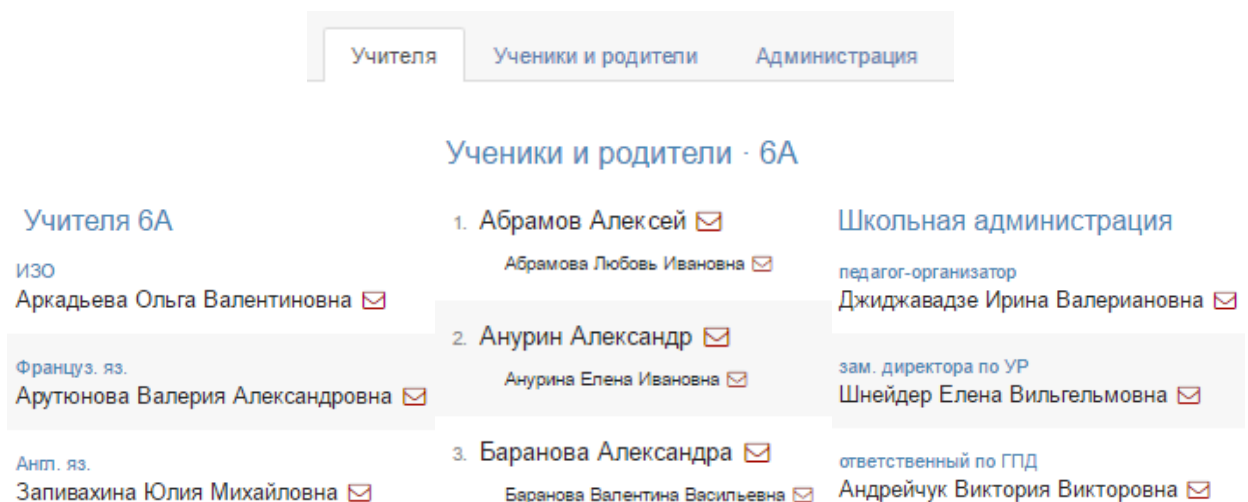 Учителя
Ученики и родители
Администрация
Ученики и родители · 6А
Учителя 6А
ИЗО
Аркадьева Ольга Валентиновна
Француз. яз.
Арутюнова Валерия Александровна
Англ. яз.
Запивахина Юлия Михайловна
1. Абрамов Алексей
Абрамова Любовь Ивановна
2. Анурин Александр
Анурина Елена Ивановна
3. Баранова Александра
Баранова Валентина Васильевна
Школьная администрация
педагог-организатор
Джиджавадзе Ирина Валериановна
зам. директора по УР
Шнейдер Елена Вильгельмовна
ответственный по ГПД
Андрейчук Виктория Викторовна